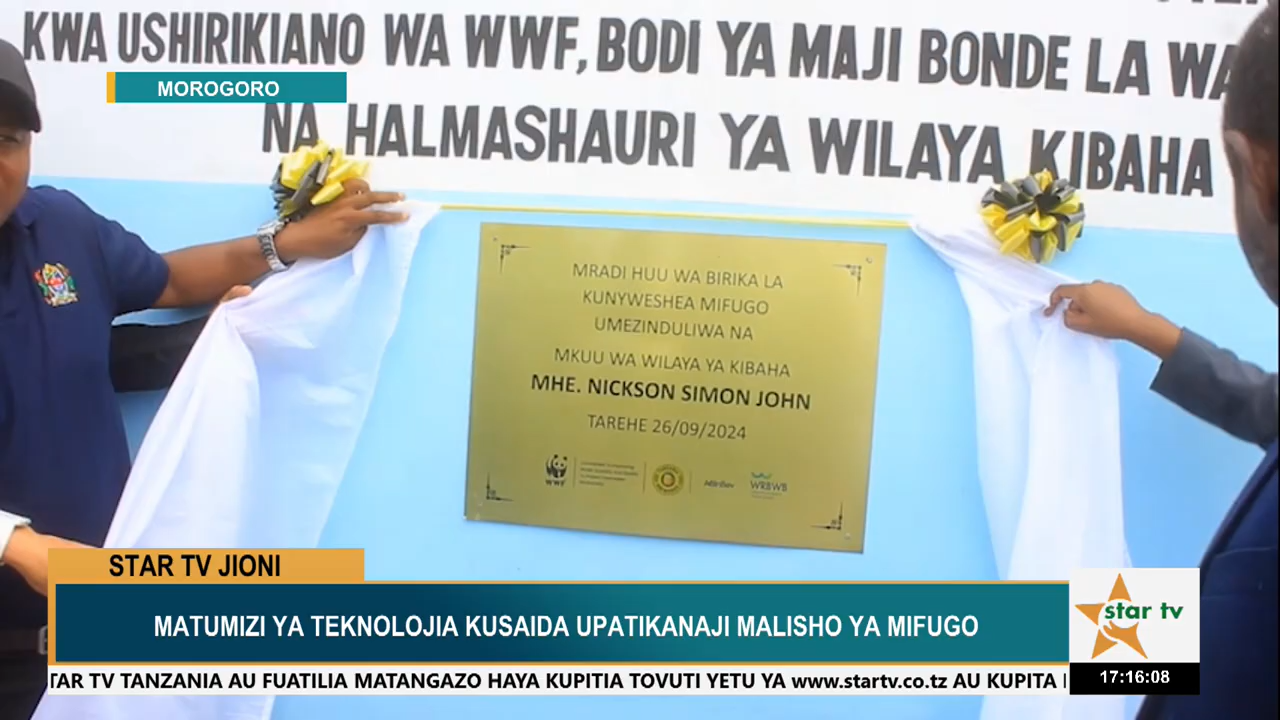 KWA USHIRIKIANO WA WWF, BODI YA MAJI BONDE LA WA
MOROGORO
NA HALMASHAURI YA WILAYA KIBAHA
MRADI HUU WA BIRIKA LA
KUNYWESHEA MIFUGO
UMEZINDULIWA NA
MKUU WA WILAYA YA KIBAHA
MHE. NICKSON SIMON JOHN
TAREHE 26/09/2024
WWF
WRBWB
STAR TV JIONI
MATUMIZI YA TEKNOLOJIA KUSAIDA UPATIKANAJI MALISHO YA MIFUGO
star tv
TAR TV TANZANIA AU FUATILIA MATANGAZO HAYA KUPITIA TOVUTI YETU YA www.startv.co.tz AU KUPITA
17:16:08